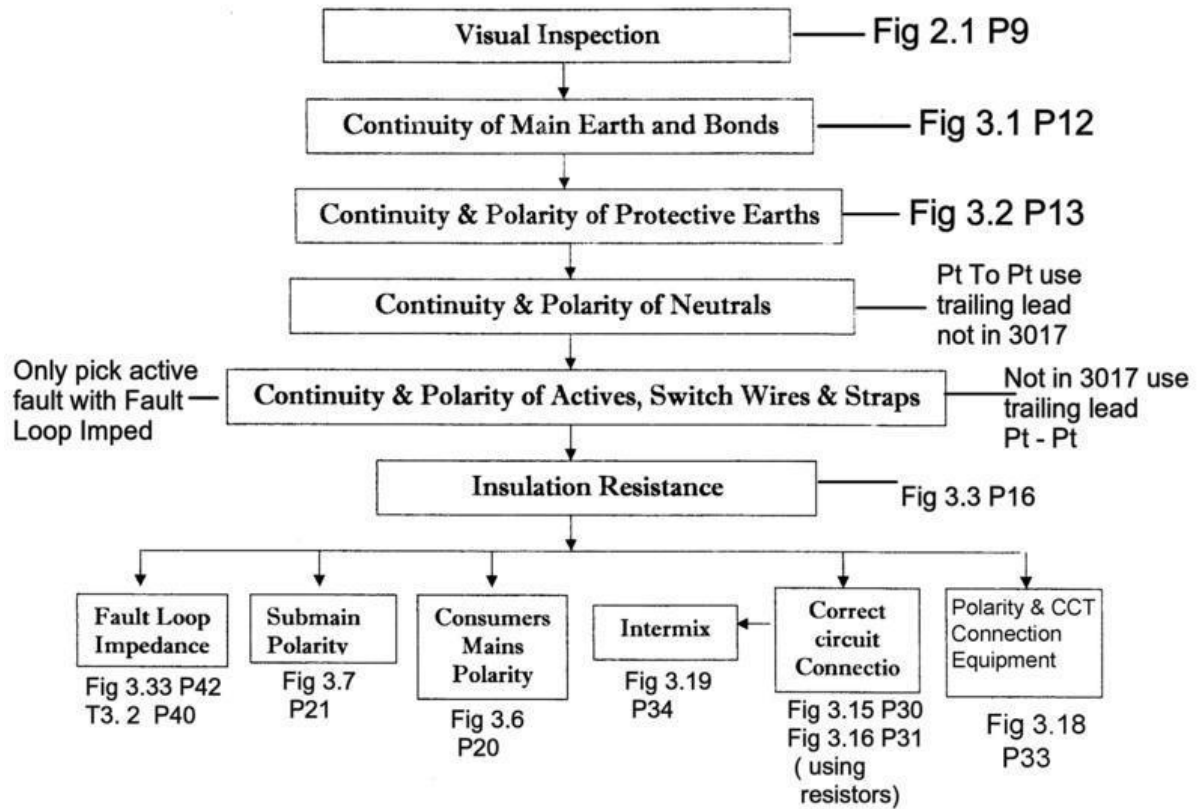 Visual Inspection
Fig 2.1 P9
Continuity of Main Earth and Bonds
Fig 3.1 P12
Continuity & Polarity of Protective Earths
Fig 3.2 P13
Continuity & Polarity of Neutrals
Pt To Pt use
trailing lead
not in 3017
Only pick active
fault with Fault
Loop Imped
Continuity & Polarity of Actives, Switch Wires & Straps
Not in 3017 use
trailing lead
Pt - Pt
Insulation Resistance
Fig 3.3 P16
Fault Loop
Impedance
Fig 3.33 P42
T3. 2 P40
Submain
Polarity
Fig 3.7
P21
Consumers
Mains
Polarity
Fig 3.6
P20
Intermix
Fig 3.19
P34
Correct
circuit
Connectio
Fig 3.15 P30
Fig 3.16 P31
( using
resistors)
Polarity & CCT
Connection
Equipment
Fig 3.18
P33